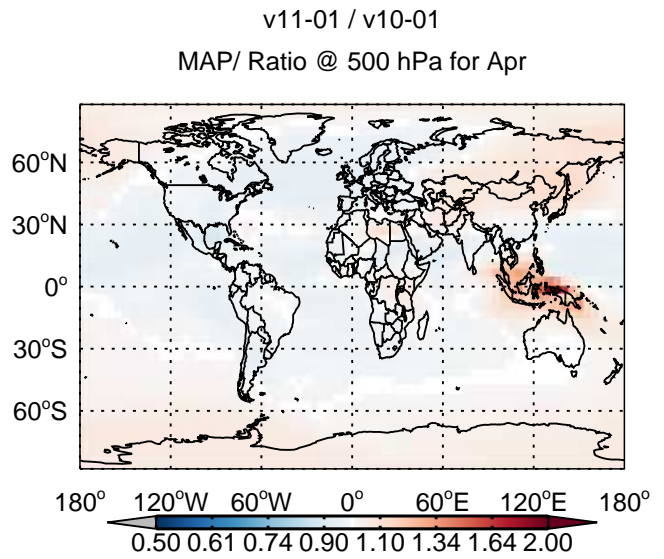 v11-01 / v10-01
MAP/ Ratio @ 500 hPa for Apr
60°N
30°N
0°
30°S
60°S
180° 120°W 60°W 0° 60°E 120°E 180°
0.50 0.61 0.74 0.90 1.10 1.34 1.64 2.00